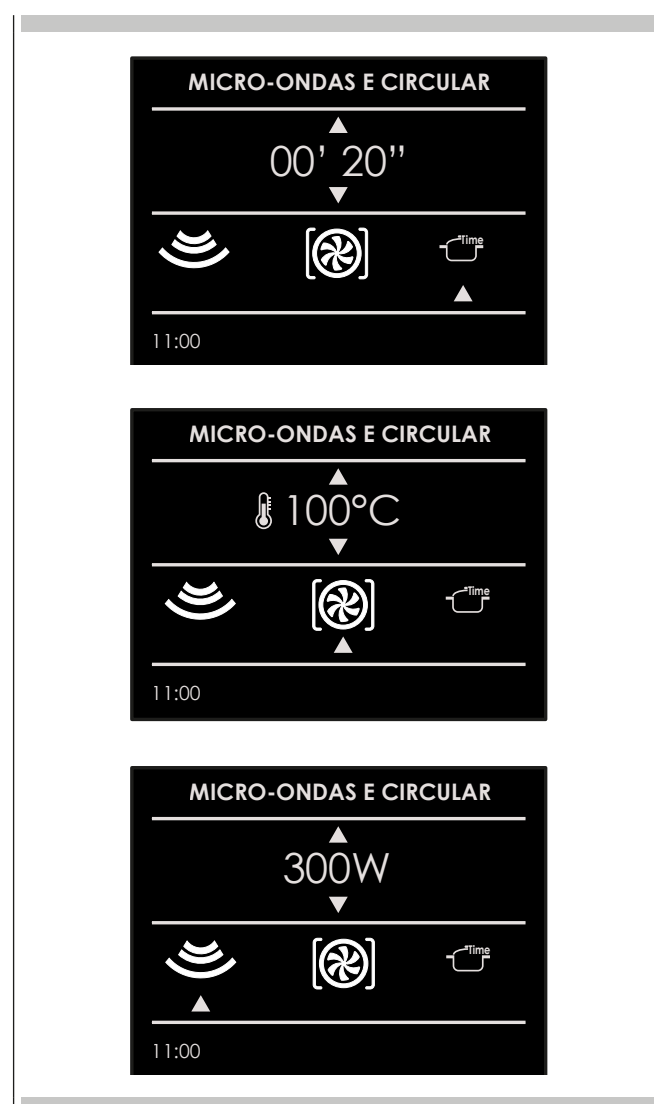 MICRO-ONDAS E CIRCULAR
00’ 20’’
Time
11:00
MICRO-ONDAS E CIRCULAR
100°C
Time
11:00
MICRO-ONDAS E CIRCULAR
300W
Time
11:00